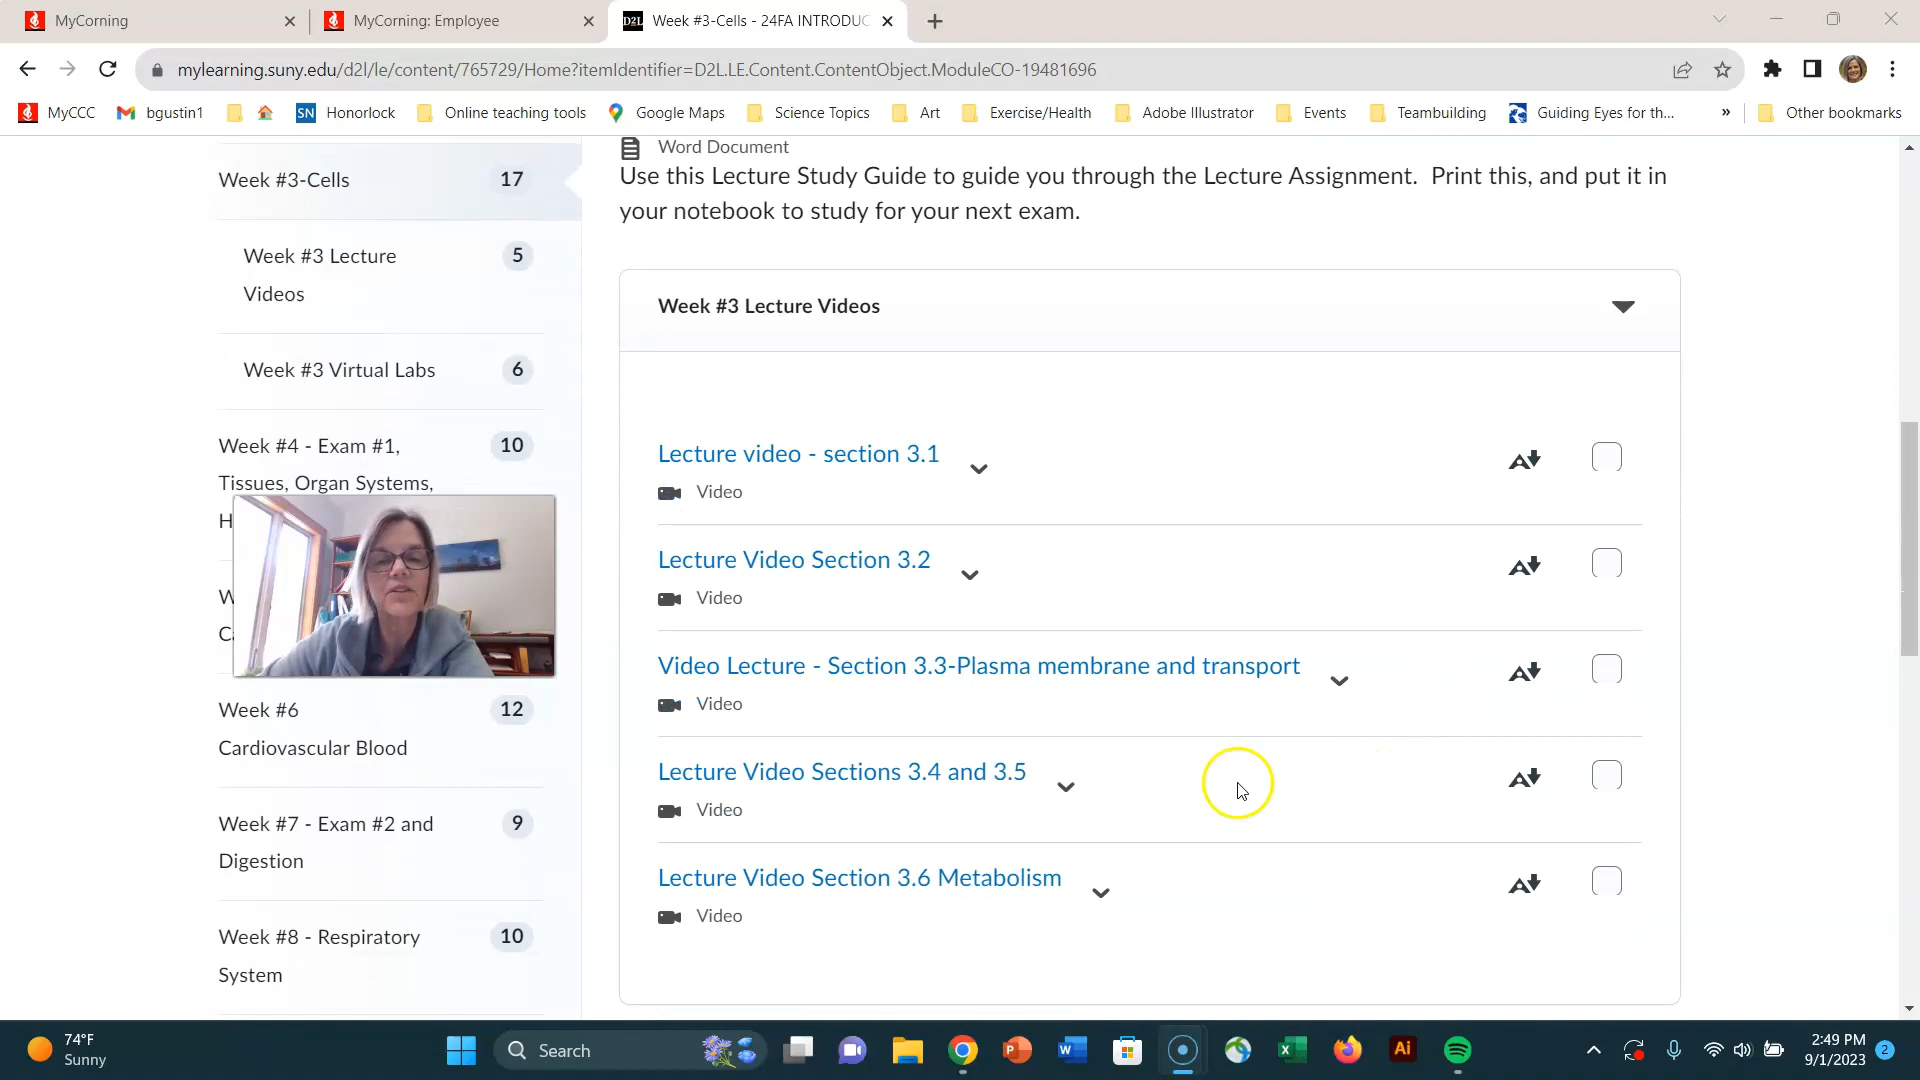 MyCorning
MyCorning: Employee
D2L Week #3-Cells - 24FA INTRODUC
mylearning.suny.edu/d2l/le/content/765729/Home?itemIdentifier=D2L.LE.Content.ContentObject.ModuleCO-19481696
MyCCC
bgustin1
SN Honorlock
Online teaching tools
Google Maps
Science Topics
Art
Exercise/Health
Adobe Illustrator
Events
Teambuilding
Guiding Eyes for th...
»
Other bookmarks
Week #3-Cells 17
Week #3 Lecture
Videos
5
Week #3 Virtual Labs 6
Week #4 - Exam #1,
Tissues, Organ Systems,
H
10
W
Ca
Week #6
Cardiovascular Blood
12
Week #7 - Exam #2 and
Digestion
9
Week #8 - Respiratory
System
10
Word Document
Use this Lecture Study Guide to guide you through the Lecture Assignment. Print this, and put it in
your notebook to study for your next exam.
Week #3 Lecture Videos
Lecture video - section 3.1
Video
Lecture Video Section 3.2
Video
Video Lecture - Section 3.3-Plasma membrane and transport
Video
Lecture Video Sections 3.4 and 3.5
Video
Lecture Video Section 3.6 Metabolism
Video
74°F
Sunny
Search
P
W
X
Ai
2:49 PM
9/1/2023
2